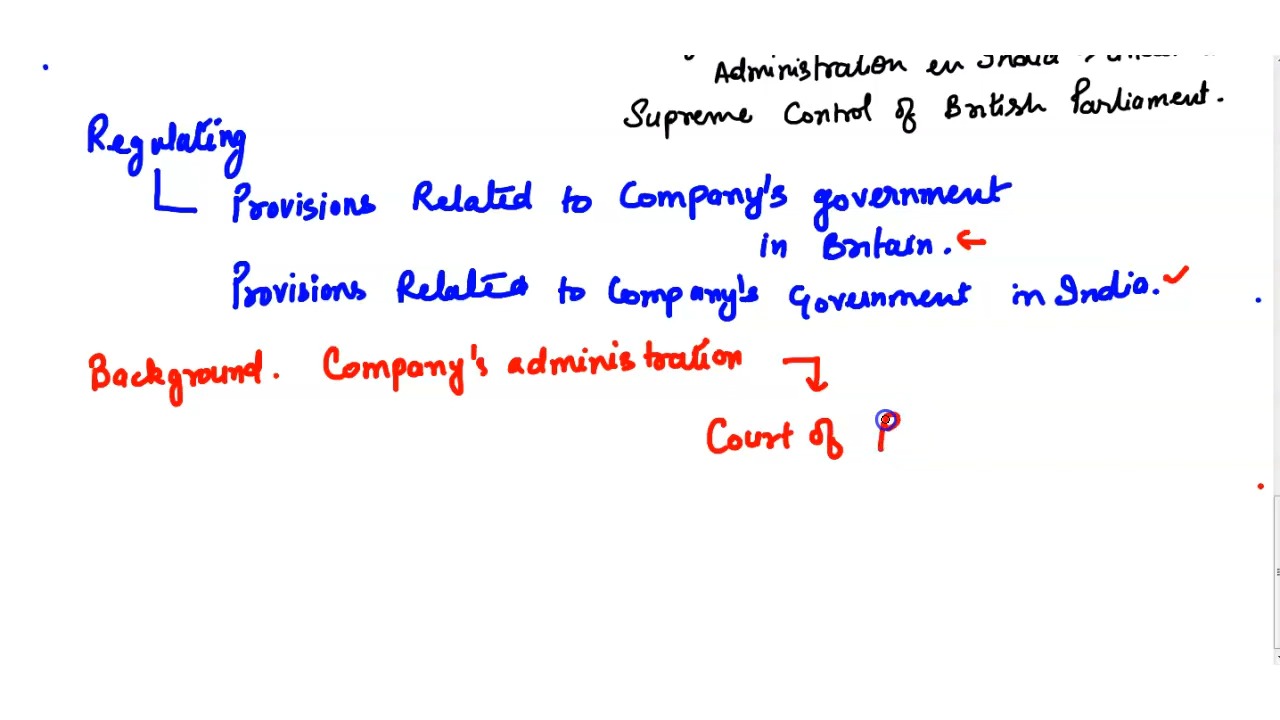 Administration in India
Supreme Control of British Parliament.
Regulating
Provisions Related to Company's government
in Britain.
Provisions Related to Company's Government in India.
Background. Company's administration
Court of P